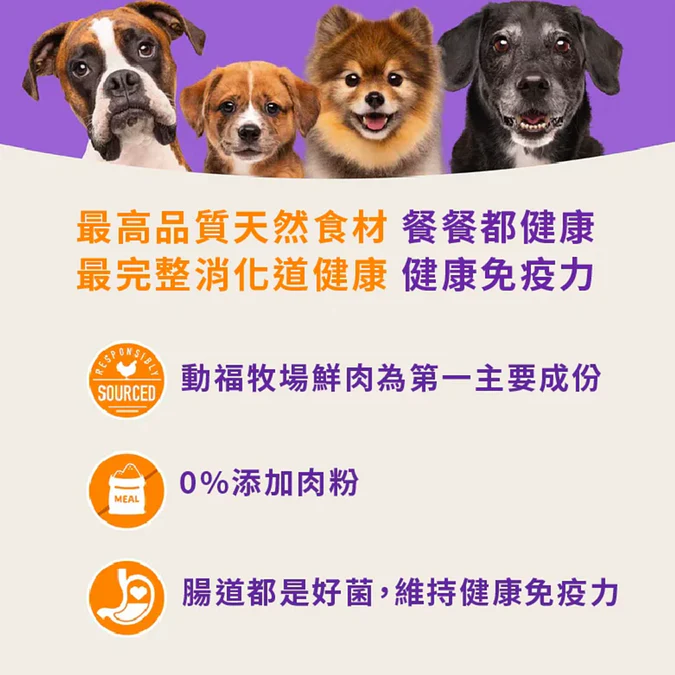 最高品質天然食材 餐餐都健康
最完整消化道健康 健康免疫力
RESPONSIBLY
SOURCED
動福牧場鮮肉為第一主要成份
MEAL
0%添加肉粉
腸道都是好菌，維持健康免疫力